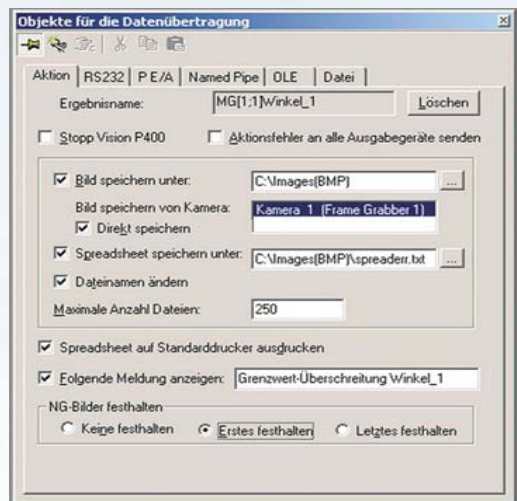 Objekte für die Datenübertragung
Aktion RS232 P E/A Named Pipe OLE Datei
Ergebnisname: MG[1;1]Winkel_1 Löschen
Stopp Vision P400 Aktionsfehler an alle Ausgabegeräte senden
Bild speichern unter: C:\Images(BMP) ...
Bild speichern von Kamera: Kamera 1 (Frame Grabber 1)
Direkt speichern
Spreadsheet speichern unter: C:\Images(BMP)\spreaderr.txt ...
Dateinamen ändern
Maximale Anzahl Dateien: 250
Spreadsheet auf Standarddrucker ausdrucken
Folgende Meldung anzeigen: Grenzwert-Überschreitung Winkel_1
NG-Bilder festhalten
Keine festhalten Erstes festhalten Letztes festhalten